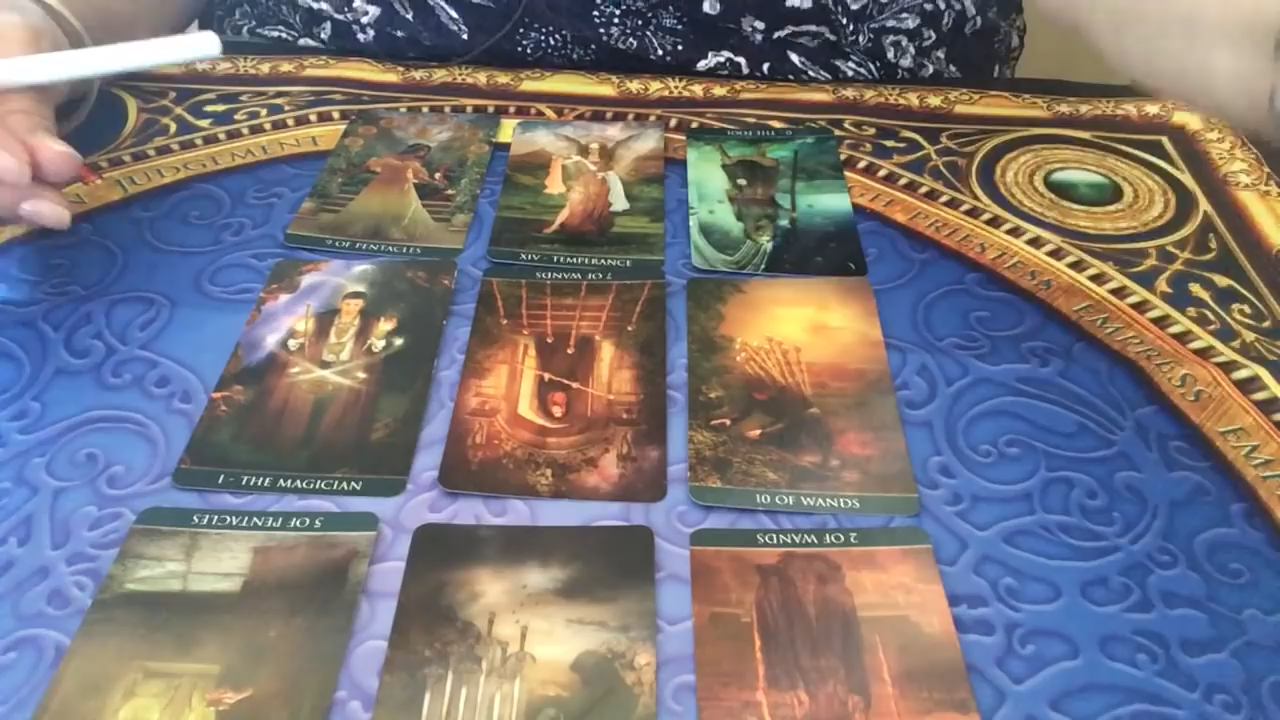 JUDGEMENT
9 OF PENTACLES
XIV - TEMPERANCE
0. THE FOOL
HIGH PRIESTESS EMPRESS
I - THE MAGICIAN
7 OF WANDS
10 OF WANDS
5 OF PENTACLES
2 OF WANDS